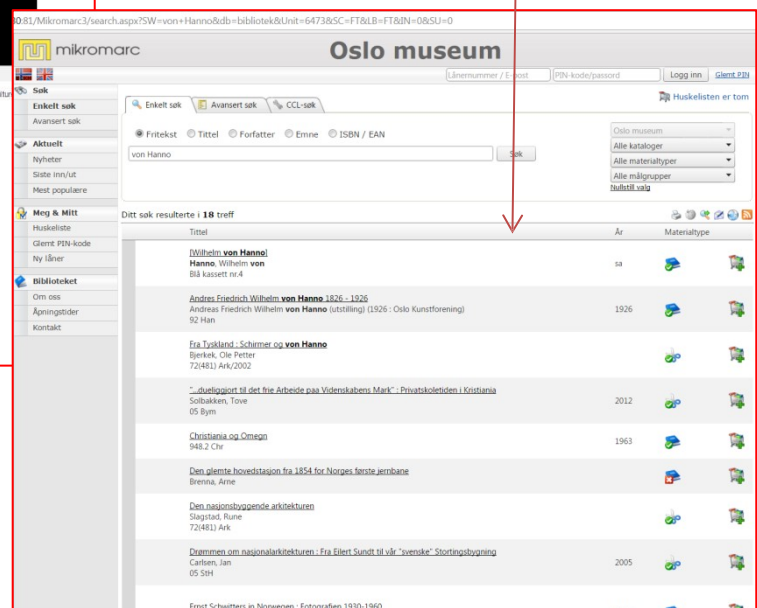 80:81/Mikromarc3/search.aspx?SW=von+Hanno&db=bibliotek&Unit=6473&SC=FT&LB=FT&IN=0&SU=0
mikromarc
Oslo museum
Lånernummer / E-post
PIN-kode/passord
Logg inn
Glemt PIN
Søk
Enkelt søk
Avansert søk
Aktuelt
Nyheter
Siste inn/ut
Mest populære
Meg & Mitt
Huskeliste
Glemt PIN-kode
Ny låner
Biblioteket
Om oss
Åpningstider
Kontakt
Enkelt søk
Avansert søk
CCL-søk
Huskelisten er tom
Fritekst
Tittel
Forfatter
Emne
ISBN / EAN
von Hanno
Søk
Oslo museum
Alle kataloger
Alle materialtyper
Alle målgrupper
Nullstill valg
Ditt søk resulterte i 18 treff
Tittel
År
Materialtype
[Wilhelm von Hanno]
Hanno, Wilhelm von
sa
Blå kassett nr.4
Andres Friedrich Wilhelm von Hanno 1826 - 1926
Andreas Friedrich Wilhelm von Hanno (utstilling) (1926 : Oslo Kunstforening)
1926
92 Han
Fra Tyskland : Schirmer og von Hanno
Bjerkek, Ole Petter
72(481) Ark/2002
"...dueliggjort til det frie Arbeide paa Videnskabens Mark" : Privatskoletiden i Kristiania
Solbakken, Tove
2012
05 Bym
Christiania og Omegn
1963
948.2 Chr
Den glemte hovedstasjon fra 1854 for Norges første jernbane
Brenna, Arne
Den nasjonsbyggende arkitekturen
Slagstad, Rune
72(481) Ark
Drømmen om nasjonalarkitekturen : Fra Eilert Sundt til vår "svenske" Stortingsbygning
Carlsen, Jan
2005
05 StH
Ernst Schwitters in Norwegen : Fotografien 1930-1960